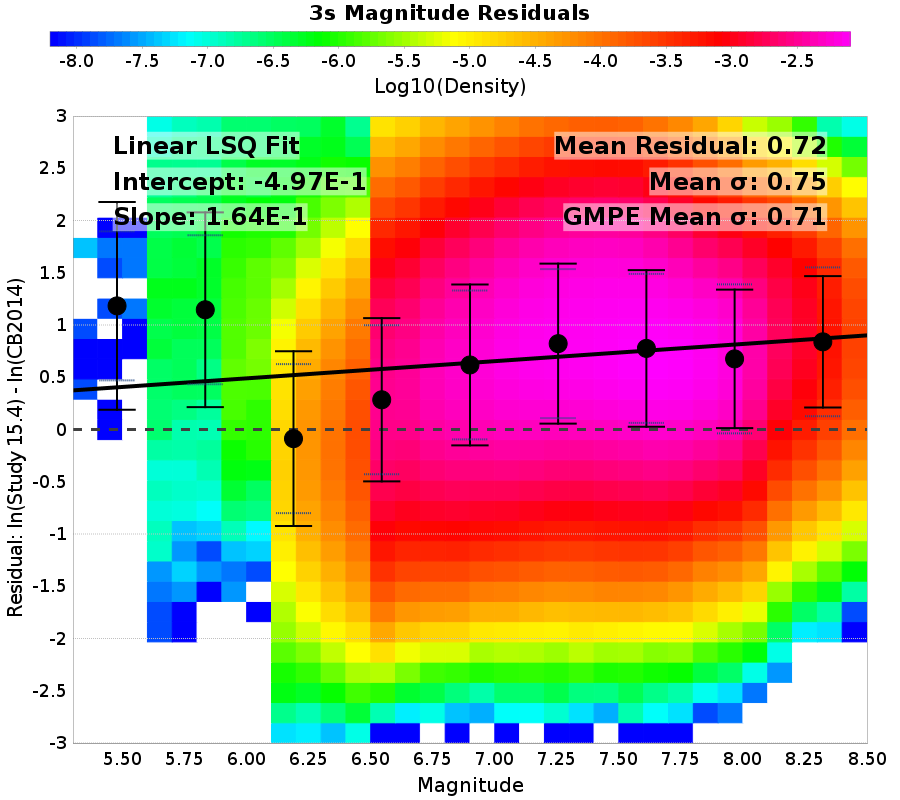 3s Magnitude Residuals
-8.0 -7.5 -7.0 -6.5 -6.0 -5.5 -5.0 -4.5 -4.0 -3.5 -3.0 -2.5
Log10(Density)
Linear LSQ Fit
Intercept: -4.97E-1
Slope: 1.64E-1
Mean Residual: 0.72
Mean σ: 0.75
GMPE Mean σ: 0.71
Residual: ln(Study 15.4) - ln(CB2014)
3
2.5
2
1.5
1
0.5
0
-0.5
-1
-1.5
-2
-2.5
-3
5.50 5.75 6.00 6.25 6.50 6.75 7.00 7.25 7.50 7.75 8.00 8.25 8.50
Magnitude